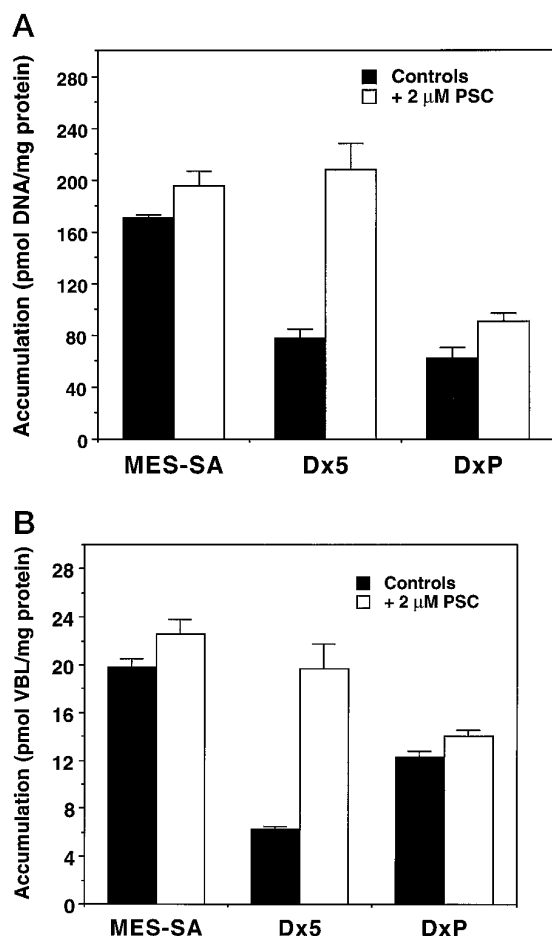 A
Accumulation (pmol DNA/mg protein)
280
240
200
160
120
80
40
0
Controls
+ 2 μM PSC
MES-SA Dx5 DxP
B
Accumulation (pmol VBL/mg protein)
28
24
20
16
12
8
4
0
Controls
+ 2 μM PSC
MES-SA Dx5 DxP